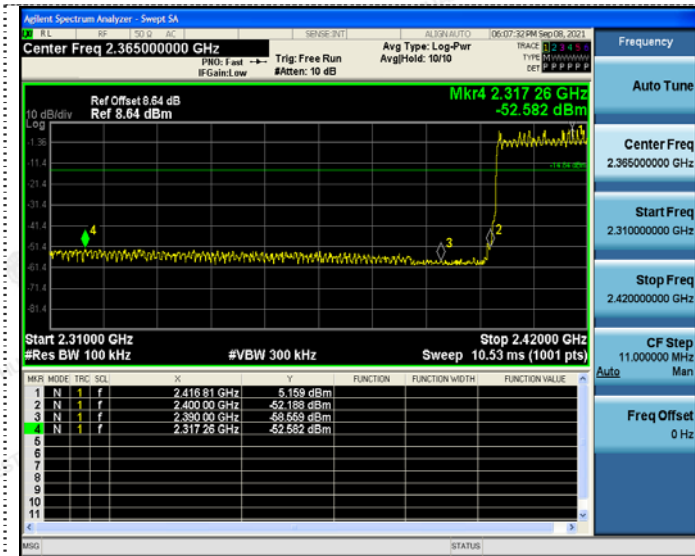 Agilent Spectrum Analyzer - Swept SA
RL RF 50 Ω AC SENSE:INT ALIGNAUTO 06:07:32 PM Sep 08, 2021
Center Freq 2.365000000 GHz
PNO: Fast Trig: Free Run
IFGain:Low #Atten: 10 dB
Avg Type: Log-Pwr
Avg|Hold: 10/10
TRACE 1 2 3 4 5 6
TYPE MWWWWW
DET P P P P P P
Frequency
Auto Tune
Center Freq
2.365000000 GHz
Start Freq
2.310000000 GHz
Stop Freq
2.420000000 GHz
CF Step
11.000000 MHz
Auto Man
Freq Offset
0 Hz
Ref Offset 8.64 dB
10 dB/div Ref 8.64 dBm
Log
Mkr4 2.317 26 GHz
-52.582 dBm
-1.36
-11.4
-21.4
-31.4
-41.4
-51.4
-61.4
-71.4
-81.4
1
2
3
4
Start 2.31000 GHz Stop 2.42000 GHz
#Res BW 100 kHz #VBW 300 kHz Sweep 10.53 ms (1001 pts)
MKR MODE TRC SCL X Y FUNCTION FUNCTION WIDTH FUNCTION VALUE
1 N 1 f 2.416 81 GHz 5.159 dBm
2 N 1 f 2.400 00 GHz -52.188 dBm
3 N 1 f 2.390 00 GHz -58.559 dBm
4 N 1 f 2.317 26 GHz -52.582 dBm
5
6
7
8
9
10
11
MSG STATUS